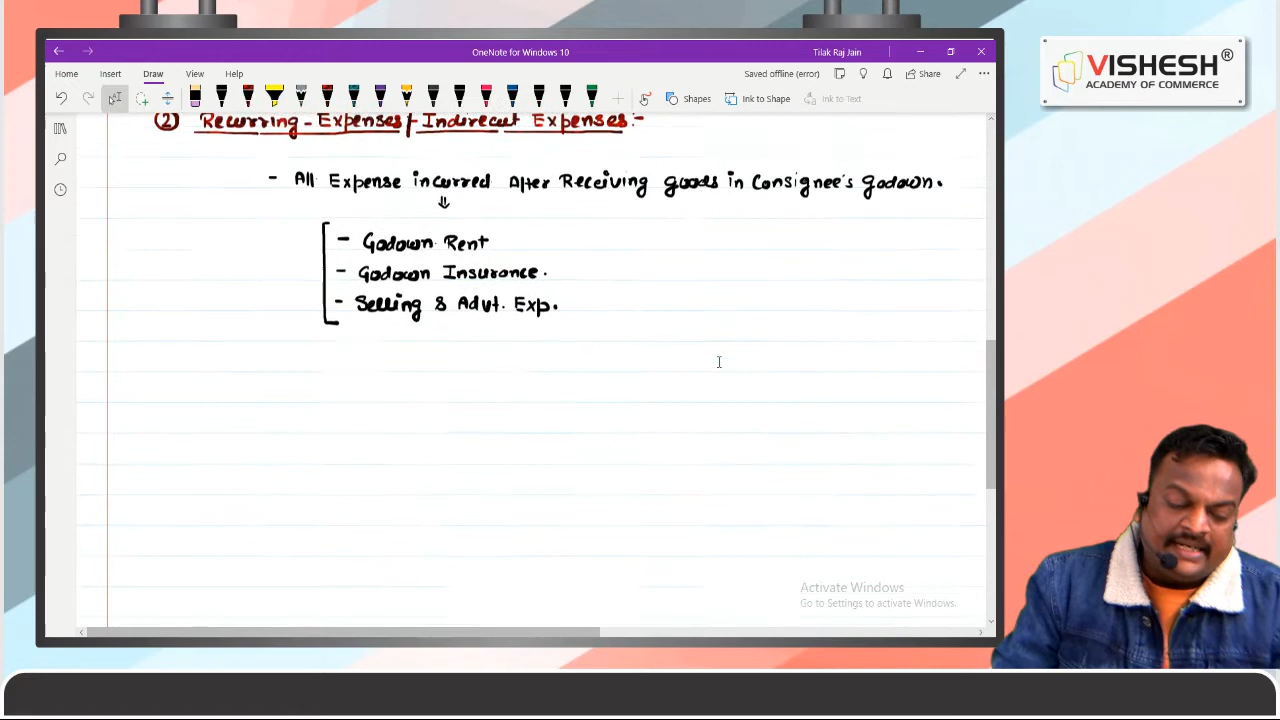 OneNote for Windows 10
Tilak Raj Jain
Home Insert Draw View Help
Saved offline (error)
Share
Shapes
Ink to Shape
Ink to Text
VISHESH®
ACADEMY OF COMMERCE
(2) Recurring - Expenses / Indirecut Expenses:-
- All Expense incurred After Receiving goods in Consignee's godown.
⇓
- Godown Rent
- Godown Insurance.
- Selling & Advt. Exp.
Activate Windows
Go to Settings to activate Windows.